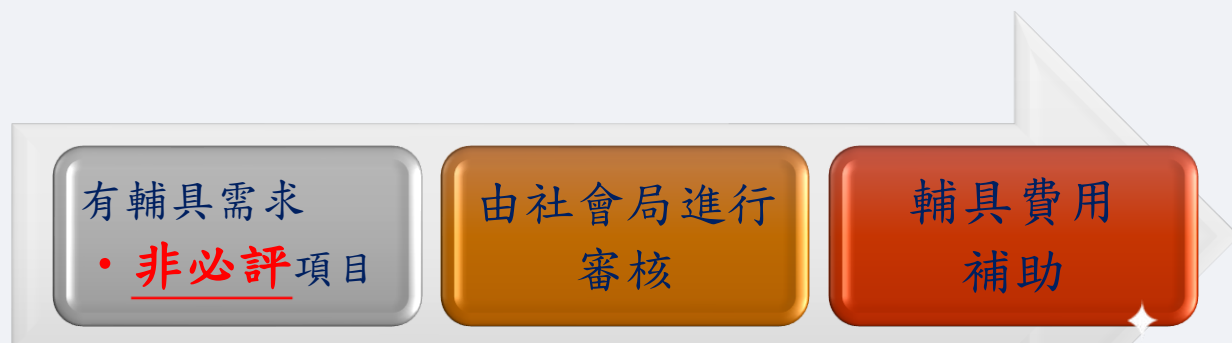 有輔具需求
・非必評項目
由社會局進行
審核
輔具費用
補助